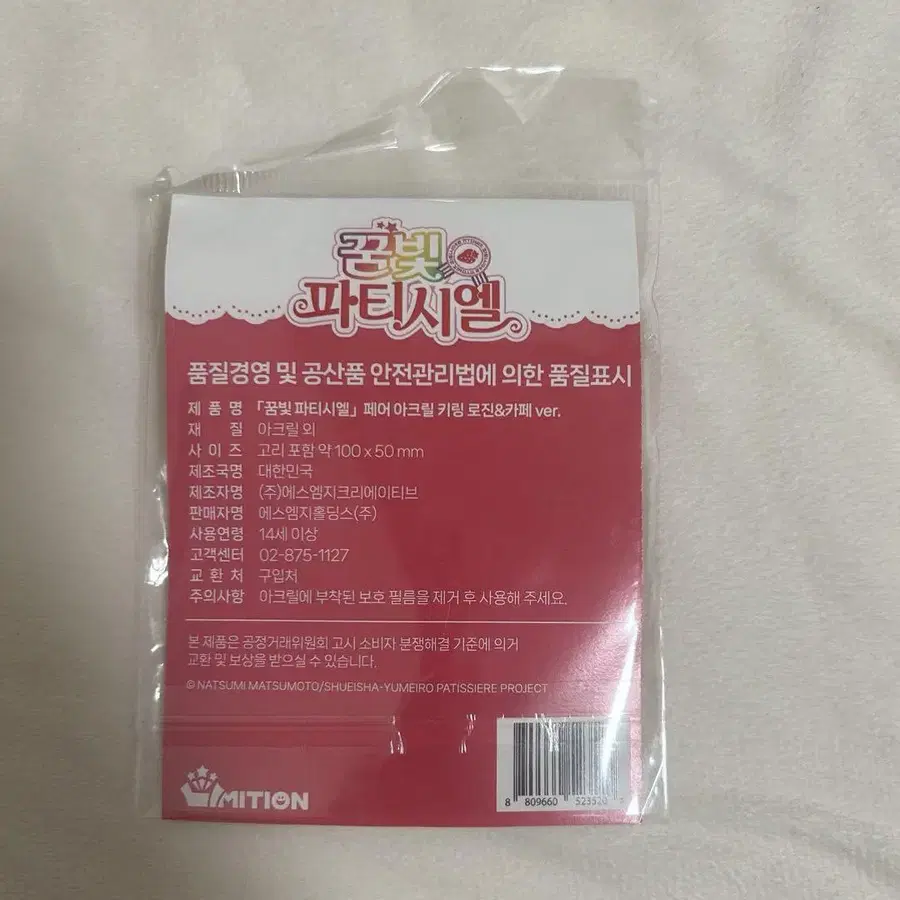 꿈빛
파티시엘
품질경영 및 공산품 안전관리법에 의한 품질표시
제 품 명 「꿈빛 파티시엘」 페어 아크릴 키링 로진&카페 ver.
재 질 아크릴 외
사 이 즈 고리 포함 약 100 x 50 mm
제조국명 대한민국
제조자명 (주)에스엠지크리에이티브
판매자명 에스엠지홀딩스(주)
사용연령 14세 이상
고객센터 02-875-1127
교 환 처 구입처
주의사항 아크릴에 부착된 보호 필름을 제거 후 사용해 주세요.
본 제품은 공정거래위원회 고시 소비자 분쟁해결 기준에 의거
교환 및 보상을 받으실 수 있습니다.
© NATSUMI MATSUMOTO/SHUEISHA-YUMEIRO PATISSIERE PROJECT
MITION
8 809660 523520